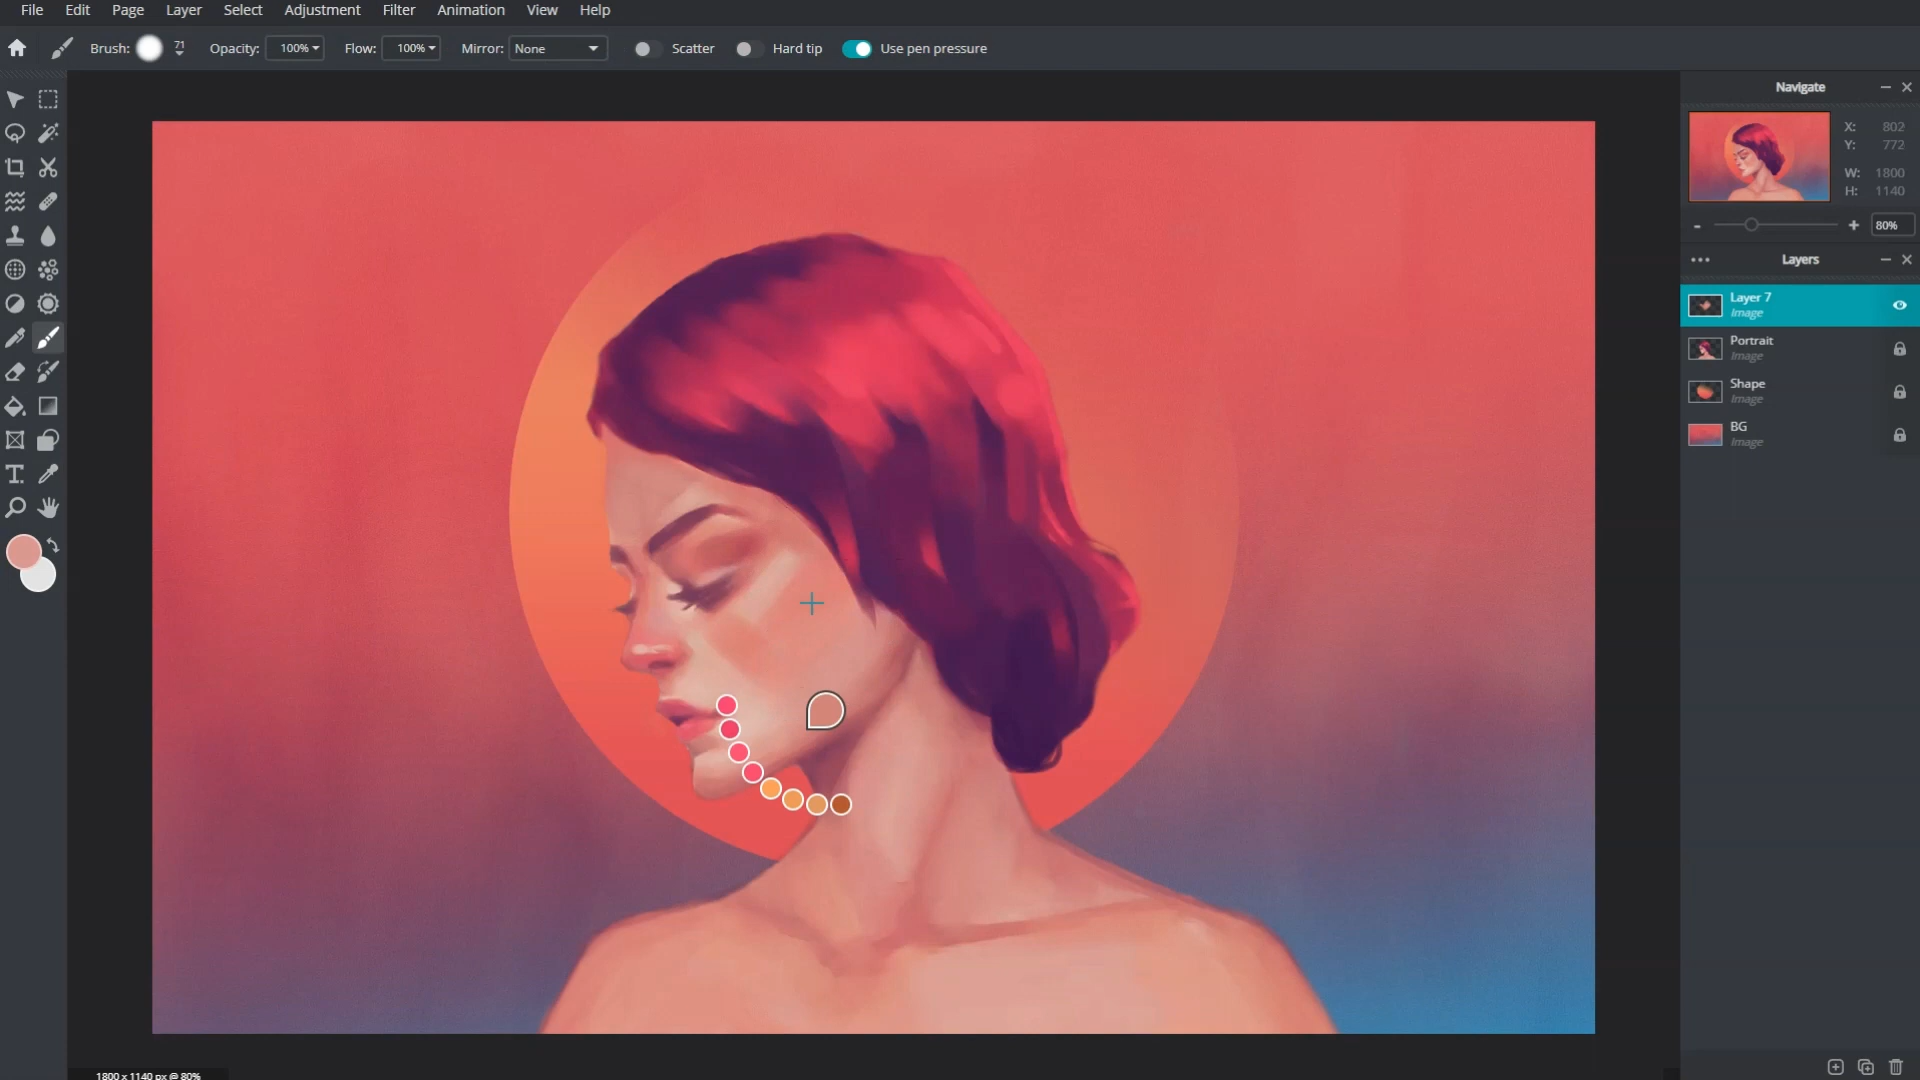 File Edit Page Layer Select Adjustment Filter Animation View Help
Brush: 71 Opacity: 100% Flow: 100% Mirror: None Scatter Hard tip Use pen pressure
Navigate
X: 802
Y: 772
W: 1800
H: 1140
80%
Layers
Layer 7
Image
Portrait
Image
Shape
Image
BG
Image
1800 x 1140 px @ 80%